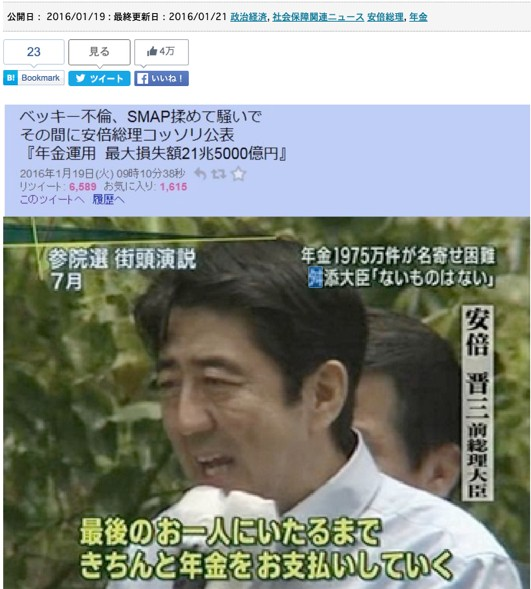 公開日： 2016/01/19 : 最終更新日：2016/01/21 政治経済, 社会保障関連ニュース 安倍総理, 年金
23
見る
4万
B! Bookmark
ツイート
いいね！
ベッキー不倫、SMAP揉めて騒いで
その間に安倍総理コッソリ公表
『年金運用 最大損失額21兆5000億円』
2016年1月19日(火) 09時10分38秒
リツイート: 6,589 お気に入り: 1,615
このツイートへ 履歴へ
参院選 街頭演説
7月
年金1975万件が名寄せ困難
舛添大臣「ないものはない」
安倍 晋三 前総理大臣
最後のお一人にいたるまで
きちんと年金をお支払いしていく